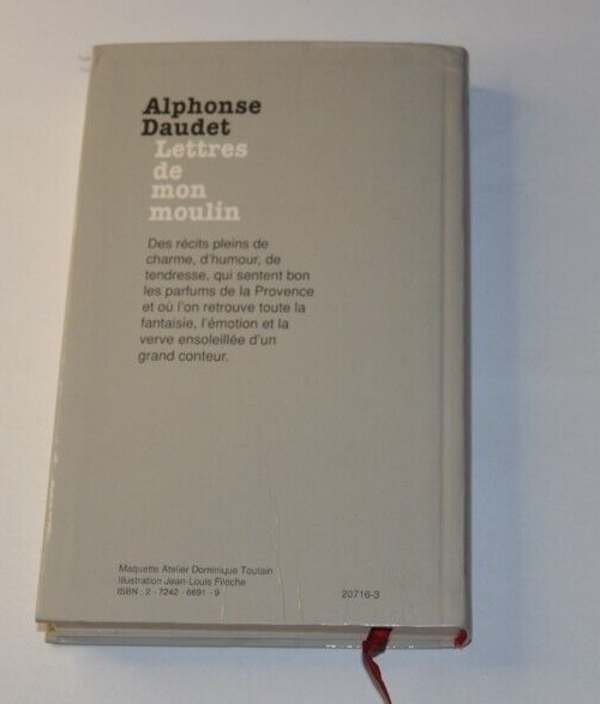 Alphonse
Daudet
Lettres
de
mon
moulin
Des récits pleins de
charme, d'humour, de
tendresse, qui sentent bon
les parfums de la Provence
et où l'on retrouve toute la
fantaisie, l'émotion et la
verve ensoleillée d'un
grand conteur.
Maquette Atelier Dominique Toutain
Illustration Jean-Louis Floche
ISBN : 2 - 7242 - 6691 - 9
20716-3